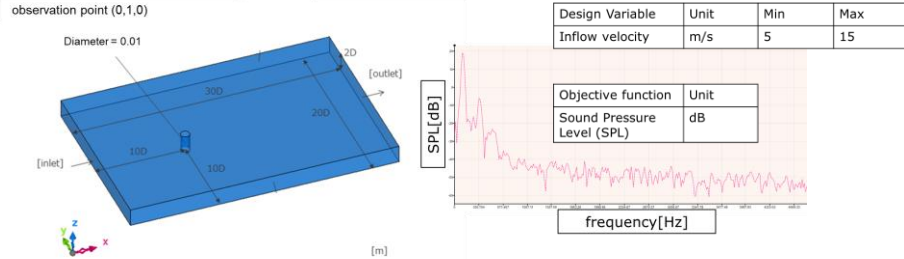 observation point (0,1,0)
Diameter = 0.01
2D
[outlet]
30D
20D
[inlet]
10D
10D
y z x
[m]
Design Variable Unit Min Max
Inflow velocity m/s 5 15
Objective function Unit
Sound Pressure Level (SPL) dB
SPL[dB]
frequency[Hz]